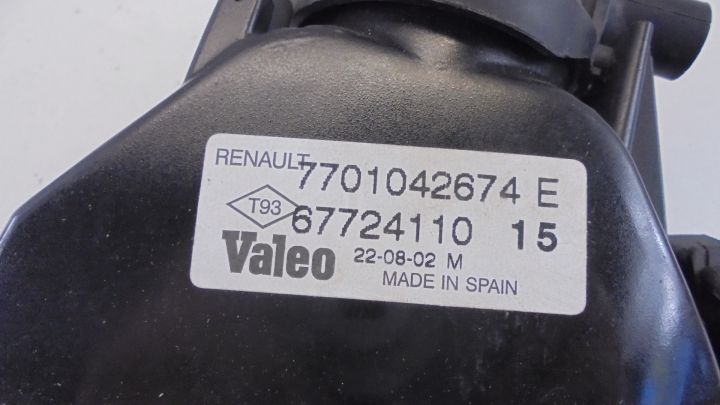 RENAULT 7701042674 E
T93 67724110 15
Valeo 22-08-02 M
MADE IN SPAIN